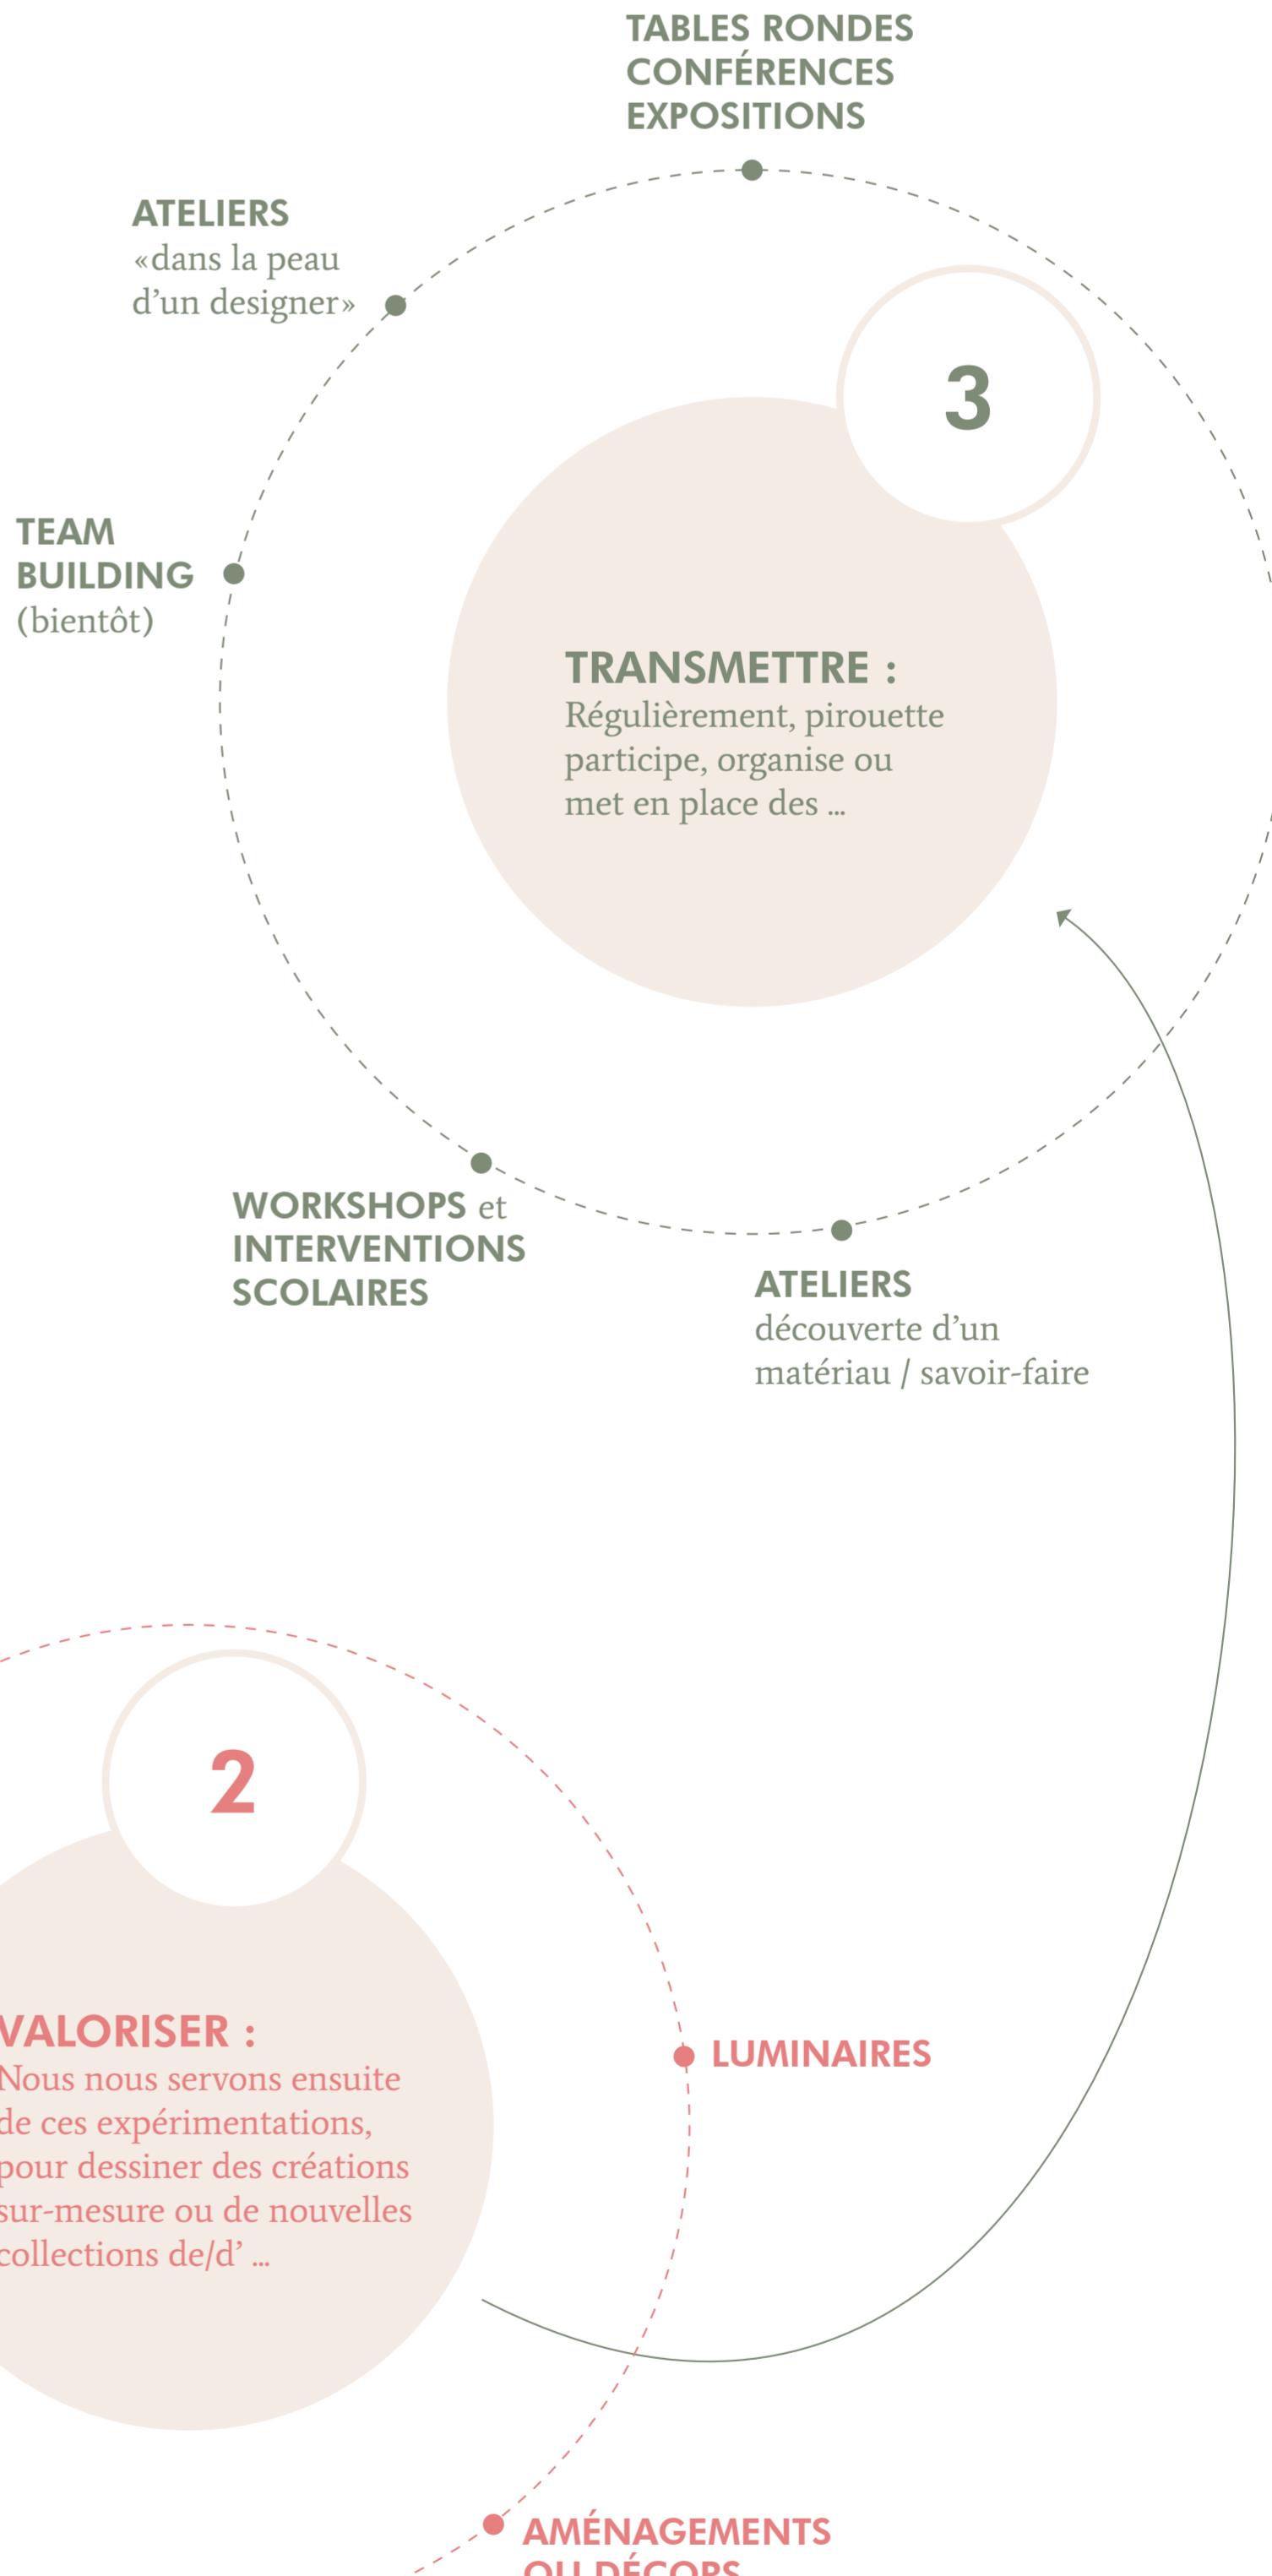 TABLES RONDES
CONFÉRENCES
EXPOSITIONS
ATELIERS
«dans la peau
d’un designer»
3
TEAM
BUILDING
(bientôt)
TRANSMETTRE :
Régulièrement, pirouette
participe, organise ou
met en place des ...
WORKSHOPS et
INTERVENTIONS
SCOLAIRES
ATELIERS
découverte d’un
matériau / savoir-faire
2
VALORISER :
Nous nous servons ensuite
de ces expérimentations,
pour dessiner des créations
sur-mesure ou de nouvelles
collections de/d’ ...
LUMINAIRES
AMÉNAGEMENTS
OU DÉCORS